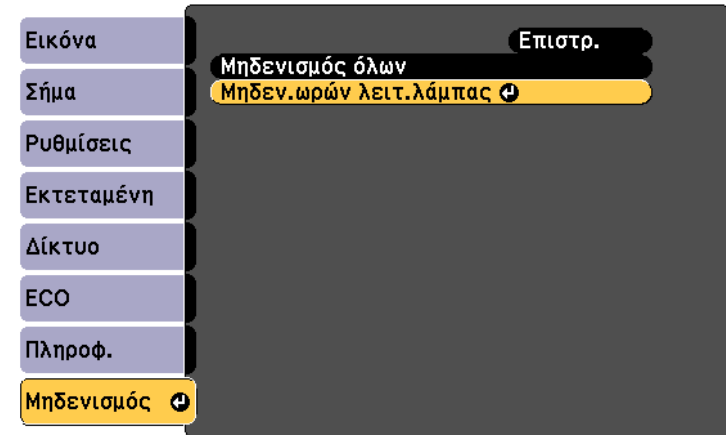 Εικόνα
Σήμα
Ρυθμίσεις
Εκτεταμένη
Δίκτυο
ECO
Πληροφ.
Μηδενισμός
Επιστρ.
Μηδενισμός όλων
Μηδεν.ωρών λειτ.λάμπας